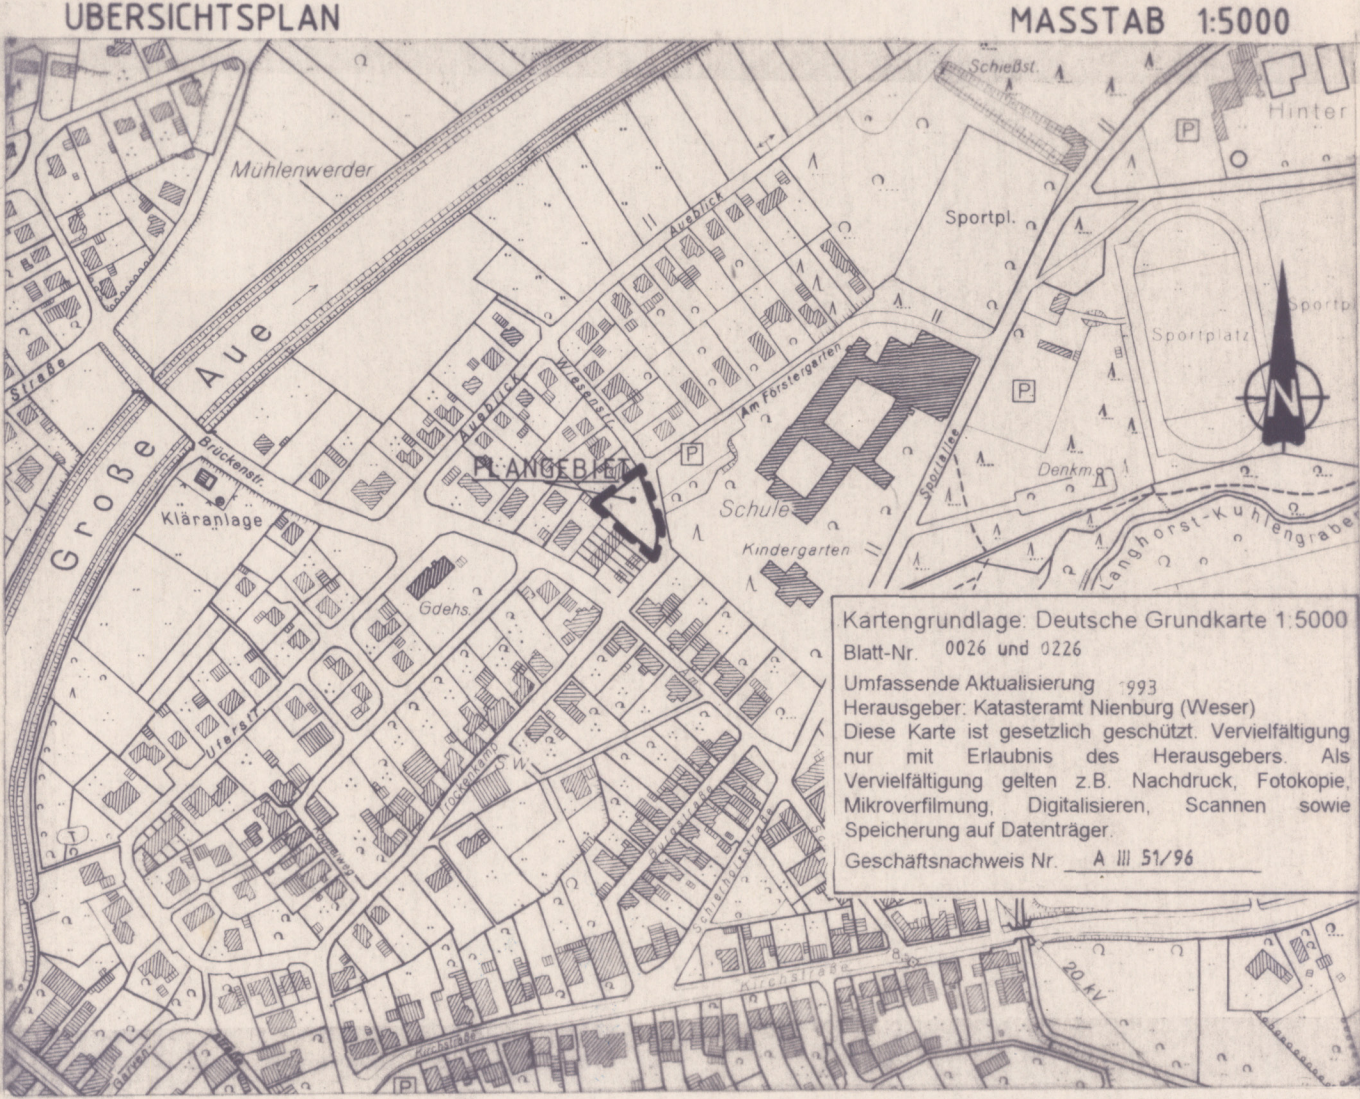 ÜBERSICHTSPLAN
MASSTAB 1:5000
Schießst.
P
Hinter
Mühlenwerder
Aueblick
Sportpl.
Sportplatz
Straße
Große Aue
Aueblick
Wiesenstr.
Am Förstergarten
P
N
Brückenstr.
PLANGEBIET
P
Sportallee
Denkm.
Kläranlage
Schule
Kindergarten
Langhorst-Kuhlengraben
Gdehs.
Uferstr.
S.W.
Burgstraße
Kirchstraße
Kirchstraße
20 kV
P
Kartengrundlage: Deutsche Grundkarte 1:5000
Blatt-Nr. 0026 und 0226
Umfassende Aktualisierung 1993
Herausgeber: Katasteramt Nienburg (Weser)
Diese Karte ist gesetzlich geschützt. Vervielfältigung
nur mit Erlaubnis des Herausgebers. Als
Vervielfältigung gelten z.B. Nachdruck, Fotokopie,
Mikroverfilmung, Digitalisieren, Scannen sowie
Speicherung auf Datenträger.
Geschäftsnachweis Nr. A III 51/96